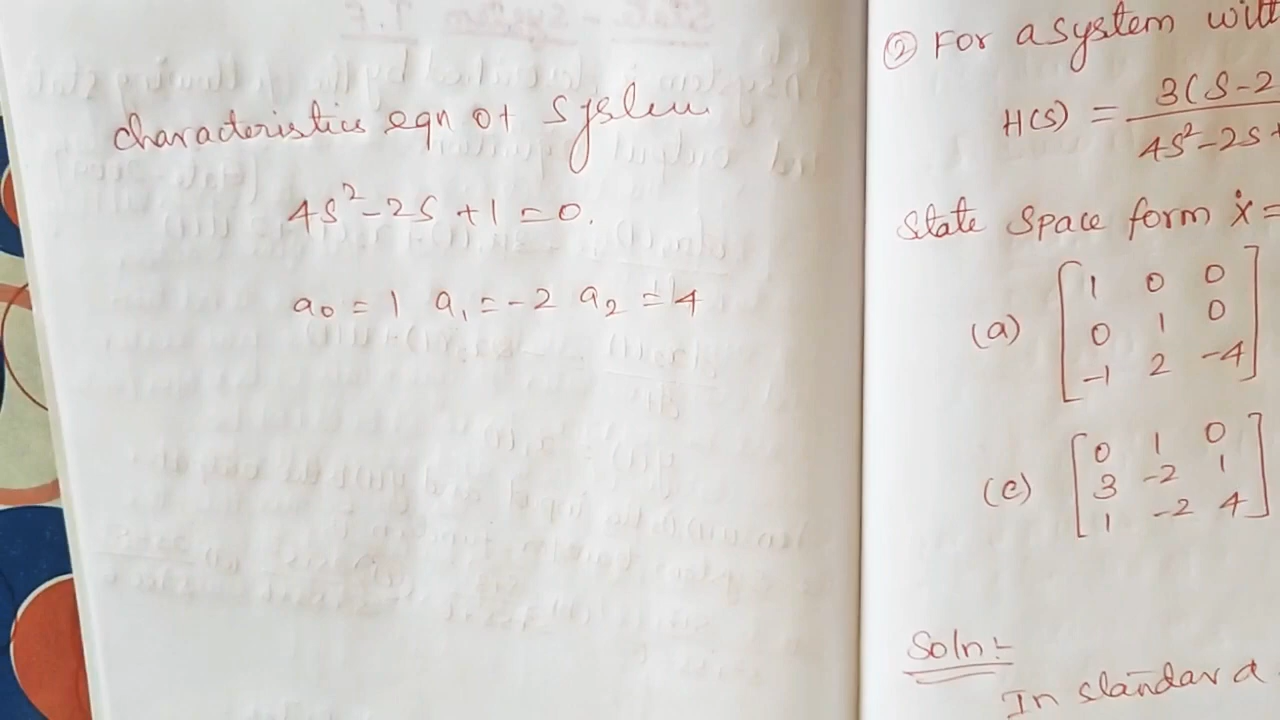 characteristics eqn of System
4s² - 2s + 1 = 0.
a₀ = 1 a₁ = -2 a₂ = 4
② For a system with
H(s) = 3(s-2
4s² - 2s +
State Space form ẋ =
(a) [ 1 0 0
0 1 0
-1 2 -4 ]
(c) [ 0 1 0
3 -2 1
1 -2 4 ]
Soln:-
In standard